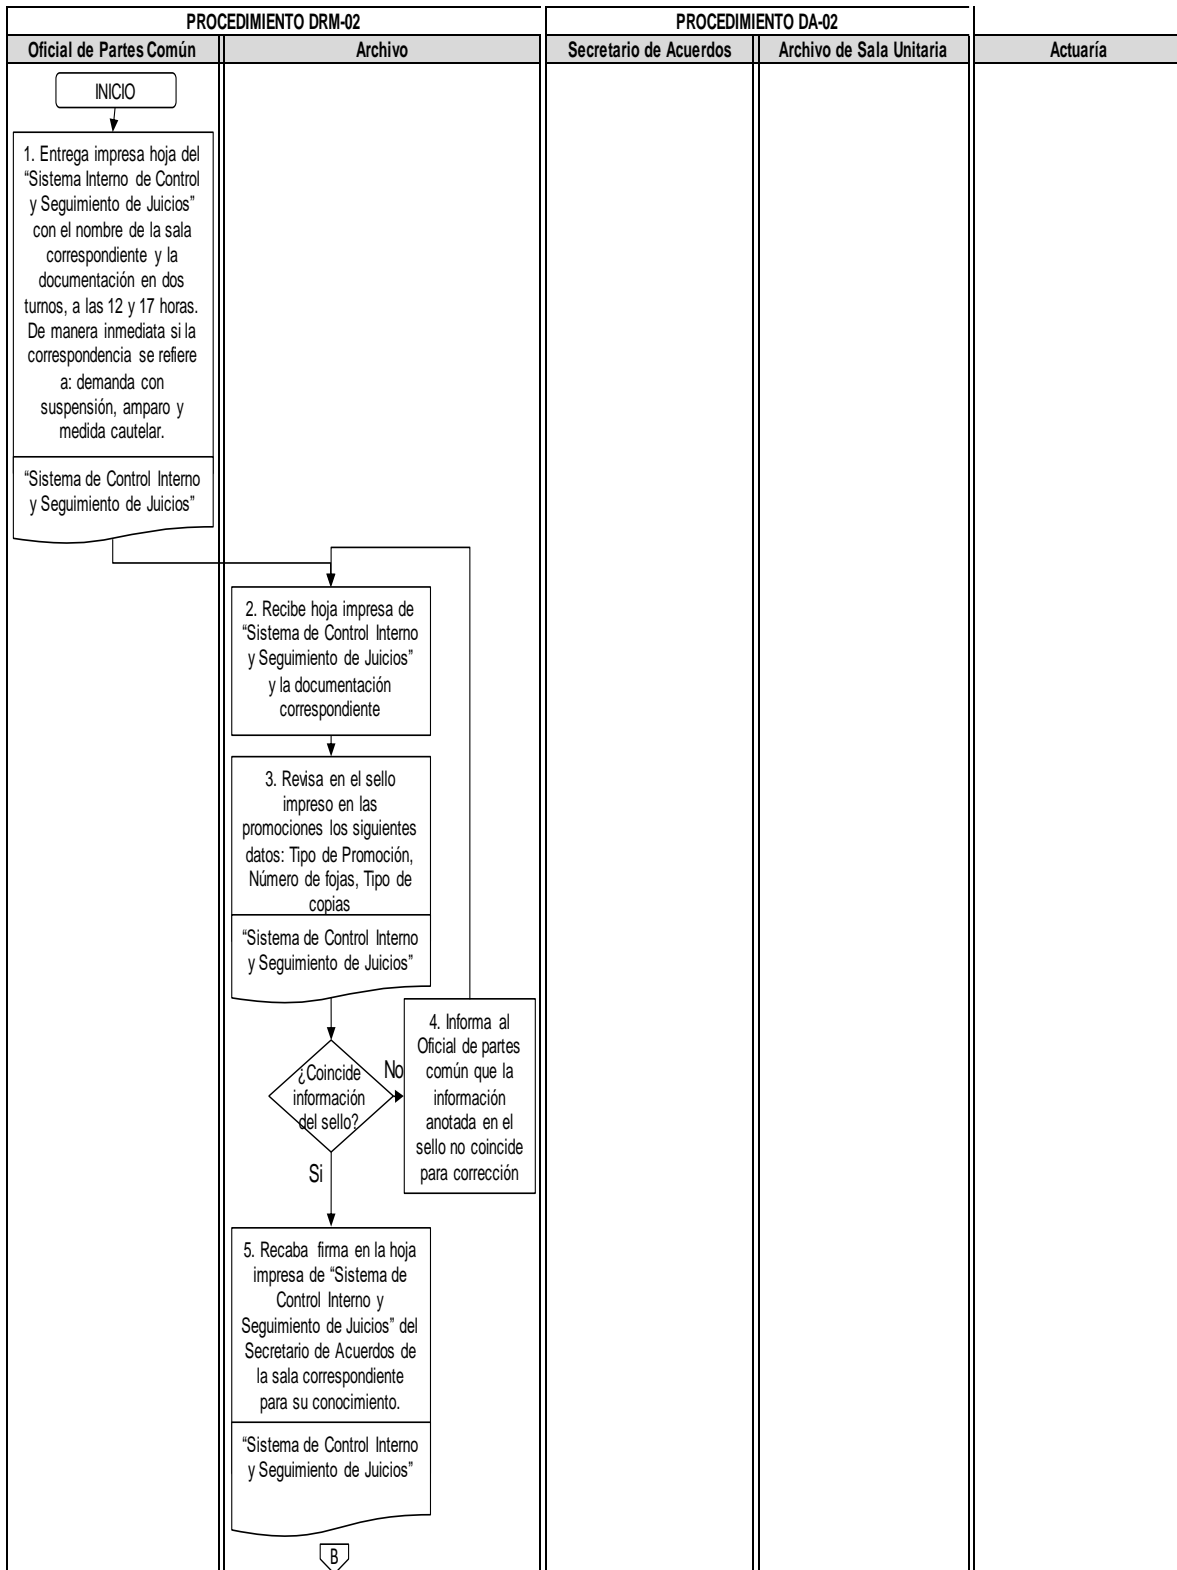 PROCEDIMIENTO DRM-02
PROCEDIMIENTO DA-02
Oficial de Partes Común
Archivo
Secretario de Acuerdos
Archivo de Sala Unitaria
Actuaría
INICIO
1. Entrega impresa hoja del
“Sistema Interno de Control
y Seguimiento de Juicios”
con el nombre de la sala
correspondiente y la
documentación en dos
turnos, a las 12 y 17 horas.
De manera inmediata si la
correspondencia se refiere
a: demanda con
suspensión, amparo y
medida cautelar.
“Sistema de Control Interno
y Seguimiento de Juicios”
2. Recibe hoja impresa de
“Sistema de Control Interno
y Seguimiento de Juicios”
y la documentación
correspondiente
3. Revisa en el sello
impreso en las
promociones los siguientes
datos: Tipo de Promoción,
Número de fojas, Tipo de
copias
“Sistema de Control Interno
y Seguimiento de Juicios”
¿Coincide
información
del sello?
No
4. Informa al
Oficial de partes
común que la
información
anotada en el
sello no coincide
para corrección
Si
5. Recaba firma en la hoja
impresa de “Sistema de
Control Interno y
Seguimiento de Juicios” del
Secretario de Acuerdos de
la sala correspondiente
para su conocimiento.
“Sistema de Control Interno
y Seguimiento de Juicios”
B